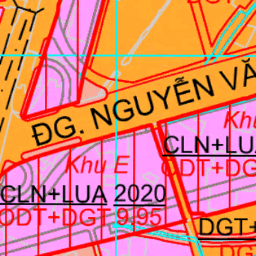 ĐG. NGUYỄN VĂ
Khu
CLN+LUA
ODT+DG
Khu E
CLN+LUA 2020
ODT+DGT 9.95
DGT+